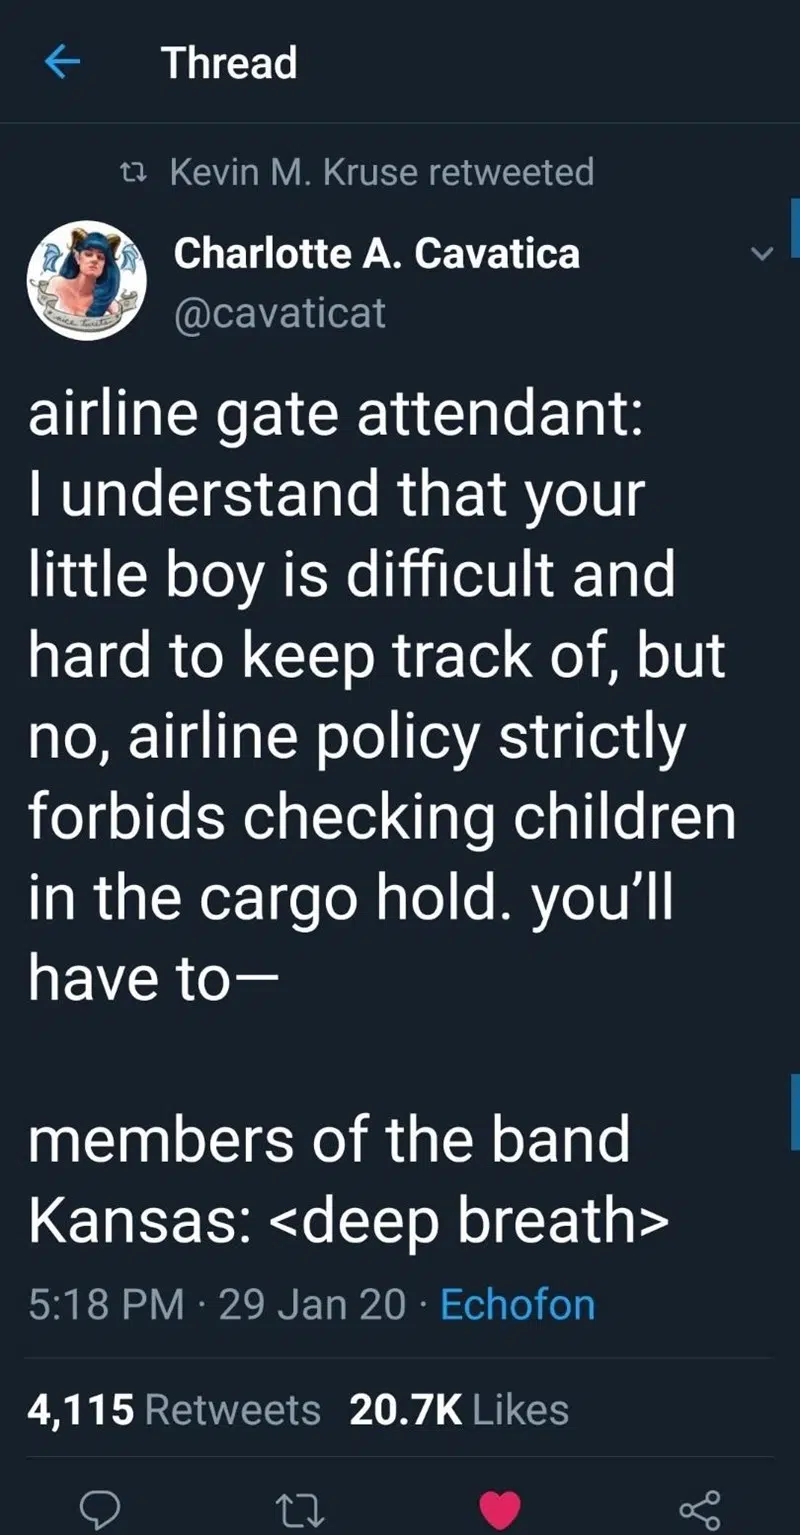 Thread
Kevin M. Kruse retweeted
Charlotte A. Cavatica
@cavaticat
airline gate attendant:
I understand that your
little boy is difficult and
hard to keep track of, but
no, airline policy strictly
forbids checking children
in the cargo hold. you’ll
have to—
members of the band
Kansas: <deep breath>
5:18 PM · 29 Jan 20 · Echofon
4,115 Retweets 20.7K Likes